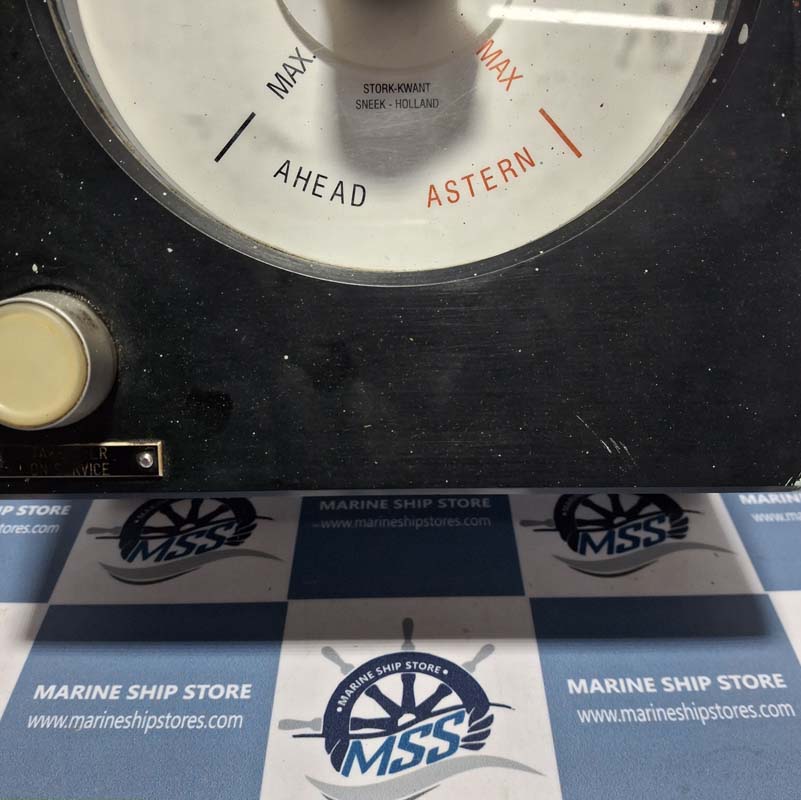 MAX.
MAX
STORK-KWANT
SNEEK - HOLLAND
AHEAD
ASTERN.
MARINE SHIP STORE
MSS
www.marineshipstores.com
MSS
MARINE SHIP STORE
MARINE SHIP STORE
www.marineshipstores.com
MARINE SHIP STORE
www.marineshipstores.com
MSS